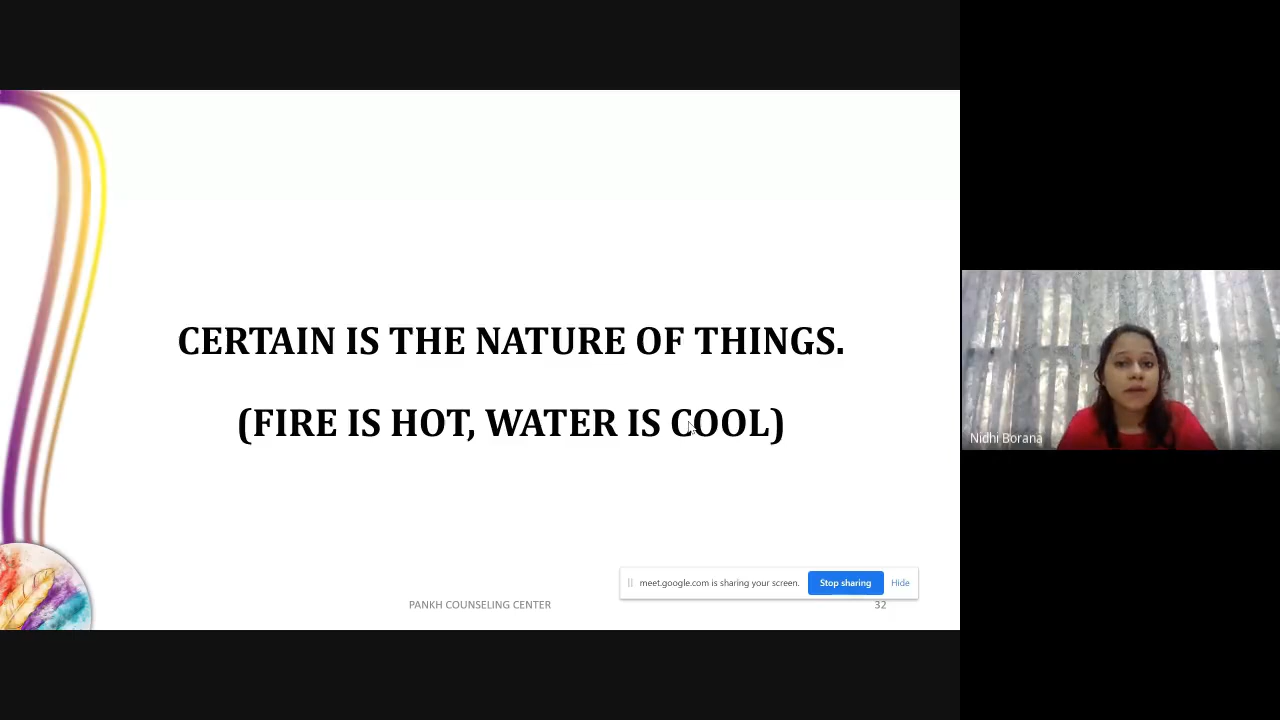 CERTAIN IS THE NATURE OF THINGS.
(FIRE IS HOT, WATER IS COOL)
Nidhi Borana
meet.google.com is sharing your screen.
Stop sharing
Hide
PANKH COUNSELING CENTER
32